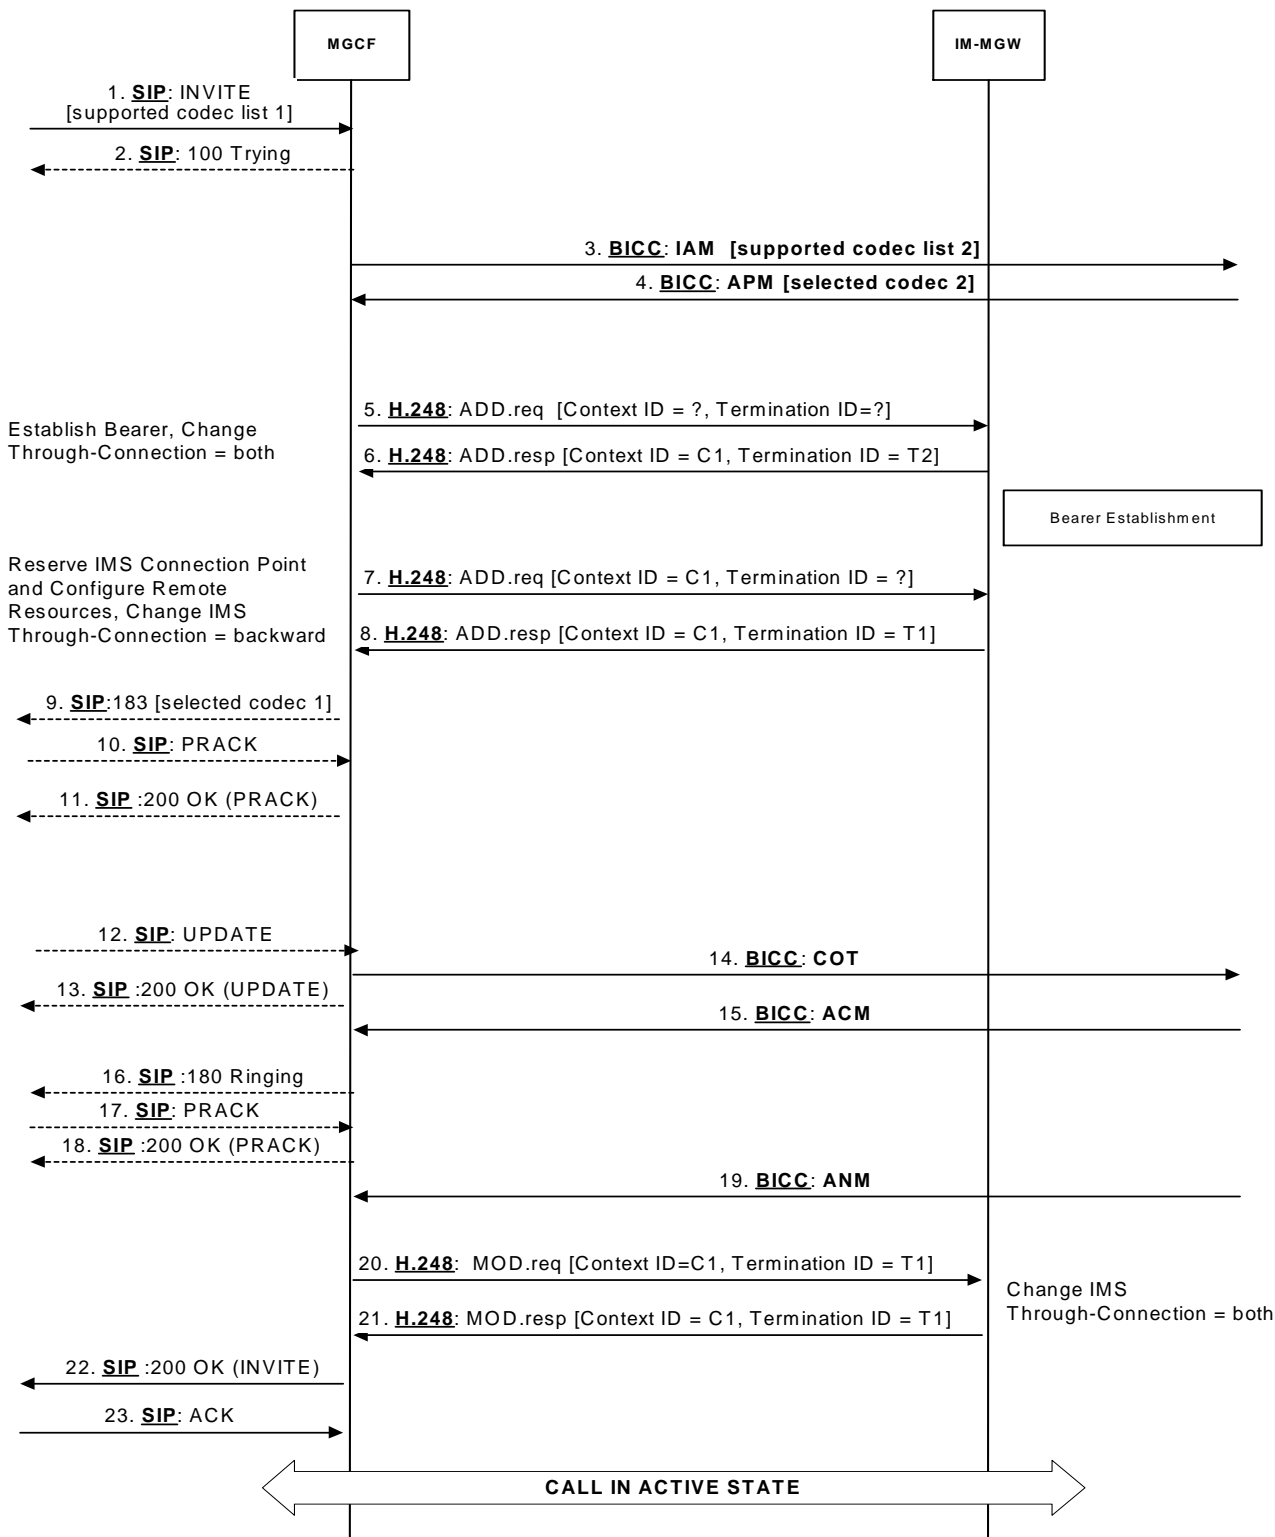 MGCF
IM-MGW
1. SIP: INVITE
[supported codec list 1]
2. SIP: 100 Trying
3. BICC: IAM [supported codec list 2]
4. BICC: APM [selected codec 2]
5. H.248: ADD.req [Context ID = ?, Termination ID=?]
Establish Bearer, Change
Through-Connection = both
6. H.248: ADD.resp [Context ID = C1, Termination ID = T2]
Bearer Establishment
Reserve IMS Connection Point
and Configure Remote
Resources, Change IMS
Through-Connection = backward
7. H.248: ADD.req [Context ID = C1, Termination ID = ?]
8. H.248: ADD.resp [Context ID = C1, Termination ID = T1]
9. SIP:183 [selected codec 1]
10. SIP: PRACK
11. SIP :200 OK (PRACK)
12. SIP: UPDATE
14. BICC: COT
13. SIP :200 OK (UPDATE)
15. BICC: ACM
16. SIP :180 Ringing
17. SIP: PRACK
18. SIP :200 OK (PRACK)
19. BICC: ANM
20. H.248: MOD.req [Context ID=C1, Termination ID = T1]
21. H.248: MOD.resp [Context ID = C1, Termination ID = T1]
Change IMS
Through-Connection = both
22. SIP :200 OK (INVITE)
23. SIP: ACK
CALL IN ACTIVE STATE